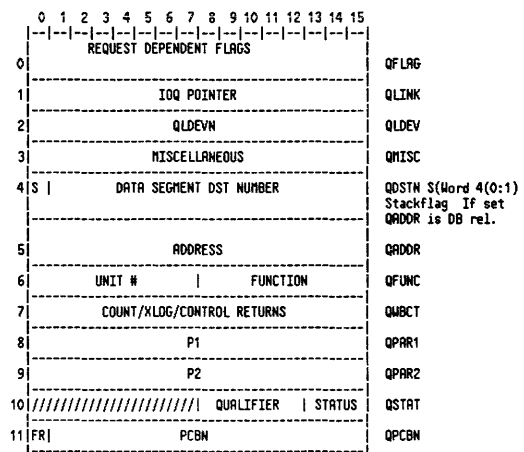 0 1 2 3 4 5 6 7 8 9 10 11 12 13 14 15
|--|--|--|--|--|--|--|--|--|--|--|--|--|--|--|--|
REQUEST DEPENDENT FLAGS
0| | QFLAG
1| IOQ POINTER | QLINK
2| QLDEVN | QLDEV
3| MISCELLANEOUS | QMISC
4|S | DATA SEGMENT DST NUMBER | QDSTN S(Word 4(0:1)
Stackflag If set
QADDR is DB rel.
5| ADDRESS | QADDR
6| UNIT # | FUNCTION | QFUNC
7| COUNT/XLOG/CONTROL RETURNS | QWBCT
8| P1 | QPAR1
9| P2 | QPAR2
10|///////////////////////| QUALIFIER | STATUS | QSTAT
11|FR| PCBN | QPCBN